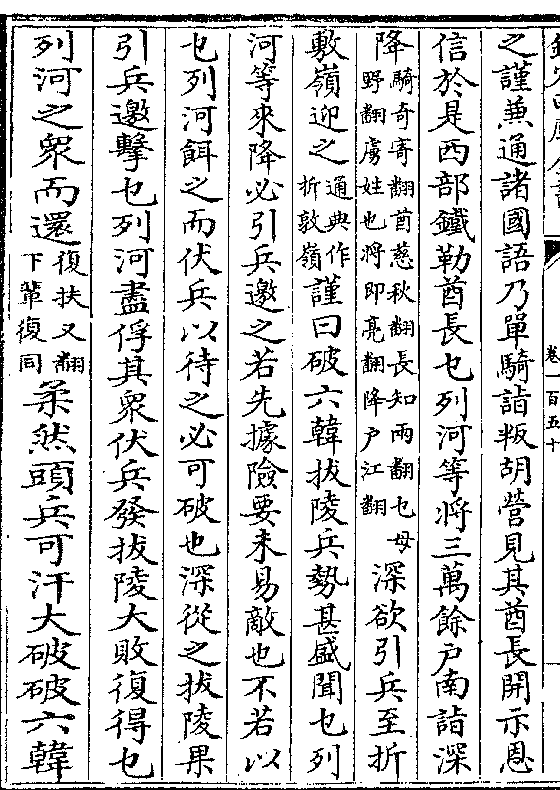 卷一百五十
之謹兼通諸國語乃單騎詣叛胡營見其酋長開示恩
信於是西部鐵勒酋長乜列河等將三萬餘戶南詣深
降騎奇寄翻酋慈秋翻長知兩翻乜母
野翻虜姓也將即亮翻降戶江翻深欲引兵至折
敷嶺迎之通典作
折敦嶺謹曰破六韓拔陵兵勢甚盛聞乜列
河等來降必引兵邀之若先據險要未易敵也不若以
乜列河餌之而伏兵以待之必可破也深從之拔陵果
引兵邀擊乜列河盡俘其衆伏兵發拔陵大敗復得乜
列河之衆而還復扶又翻
下輩復同柔然頭兵可汗大破破六韓